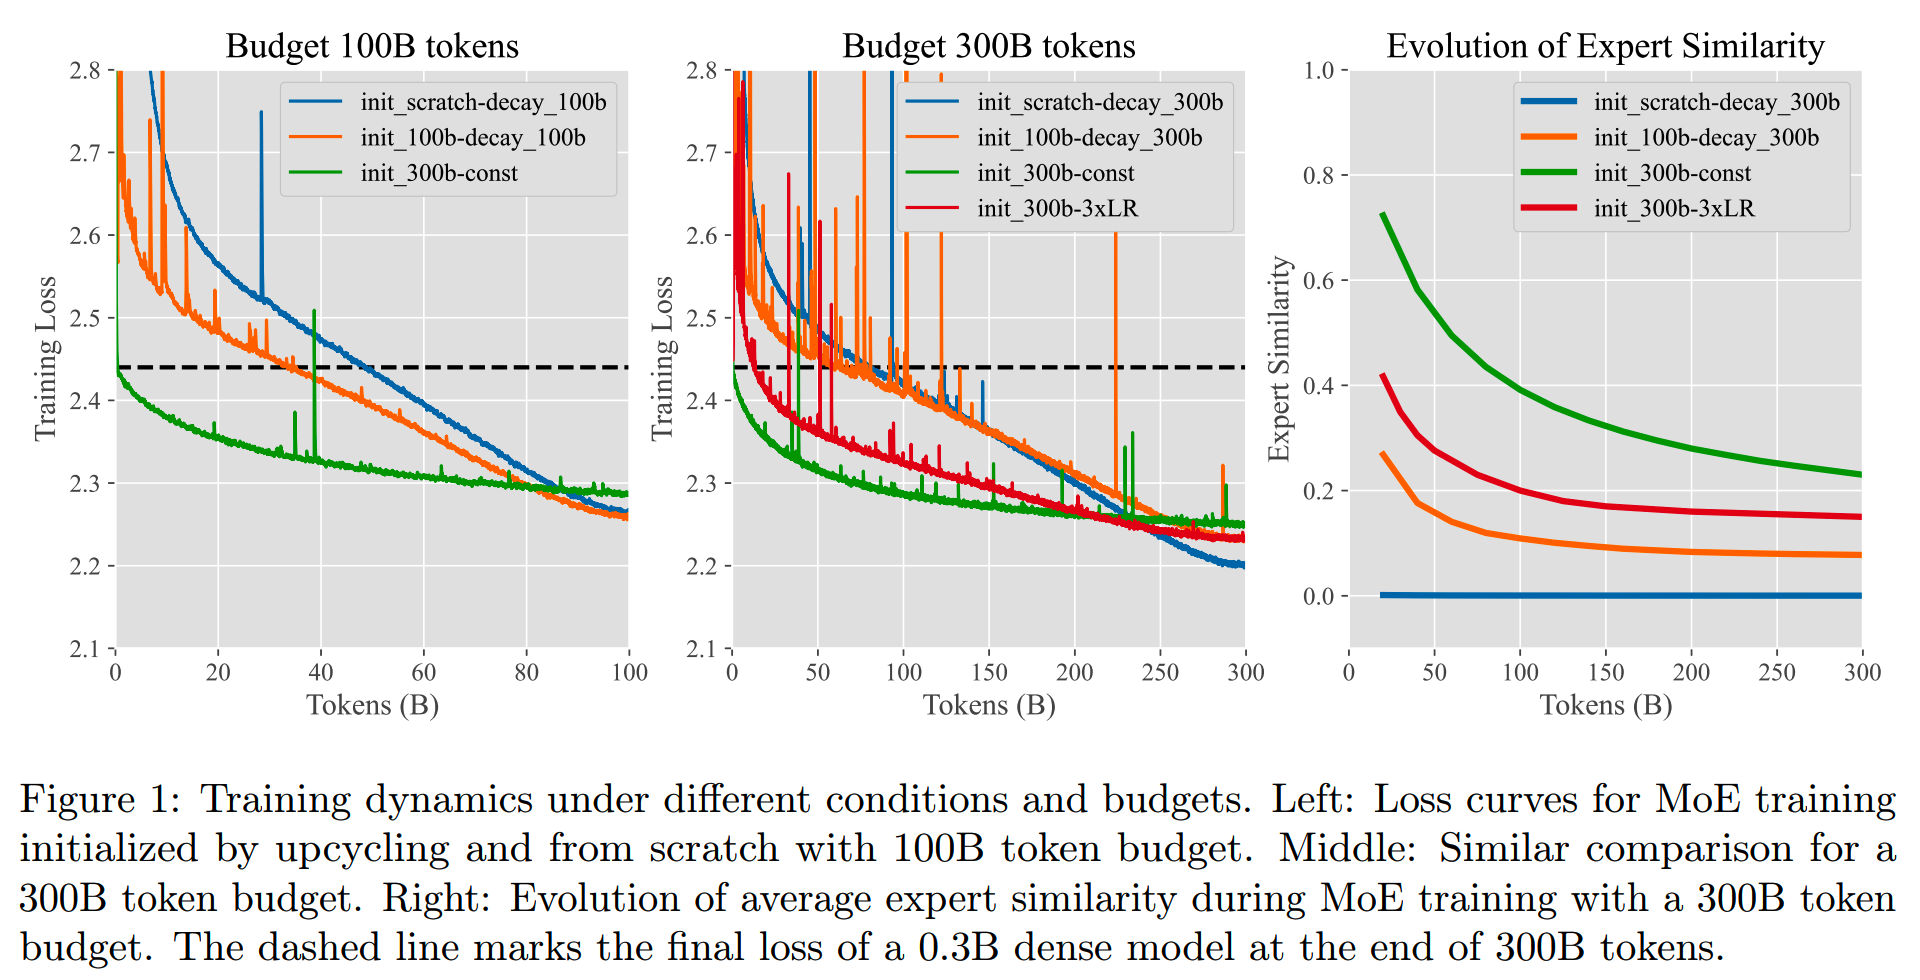 Budget 100B tokens
2.8
2.7
2.6
2.5
2.4
2.3
2.2
2.1
Training Loss
init_scratch-decay_100b
init_100b-decay_100b
init_300b-const
0 20 40 60 80 100
Tokens (B)
Budget 300B tokens
2.8
2.7
2.6
2.5
2.4
2.3
2.2
2.1
Training Loss
init_scratch-decay_300b
init_100b-decay_300b
init_300b-const
init_300b-3xLR
0 50 100 150 200 250 300
Tokens (B)
Evolution of Expert Similarity
1.0
0.8
0.6
0.4
0.2
0.0
Expert Similarity
init_scratch-decay_300b
init_100b-decay_300b
init_300b-const
init_300b-3xLR
0 50 100 150 200 250 300
Tokens (B)
Figure 1: Training dynamics under different conditions and budgets. Left: Loss curves for MoE training
initialized by upcycling and from scratch with 100B token budget. Middle: Similar comparison for a
300B token budget. Right: Evolution of average expert similarity during MoE training with a 300B token
budget. The dashed line marks the final loss of a 0.3B dense model at the end of 300B tokens.